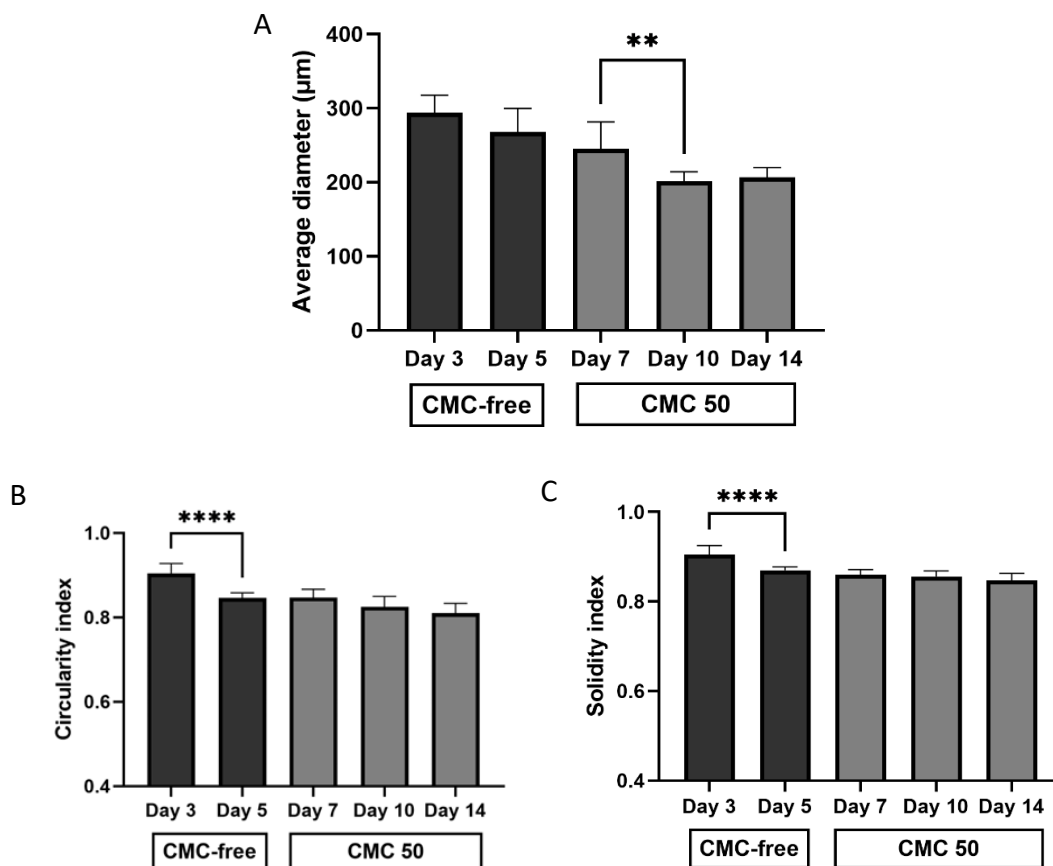 A
Average diameter (µm)
400
300
200
100
0
**
Day 3 Day 5 Day 7 Day 10 Day 14
CMC-free CMC 50
B
Circularity index
1.0
0.8
0.6
0.4
****
Day 3 Day 5 Day 7 Day 10 Day 14
CMC-free CMC 50
C
Solidity index
1.0
0.8
0.6
0.4
****
Day 3 Day 5 Day 7 Day 10 Day 14
CMC-free CMC 50